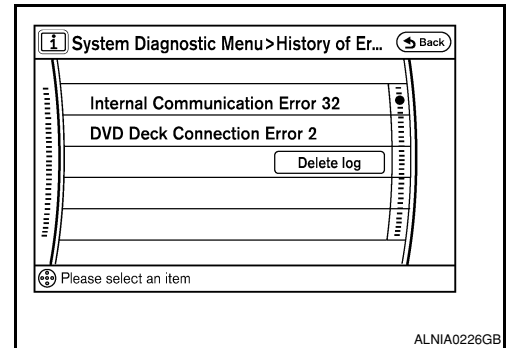 i System Diagnostic Menu>History of Er... Back
Internal Communication Error 32
DVD Deck Connection Error 2
Delete log
Please select an item
ALNIA0226GB